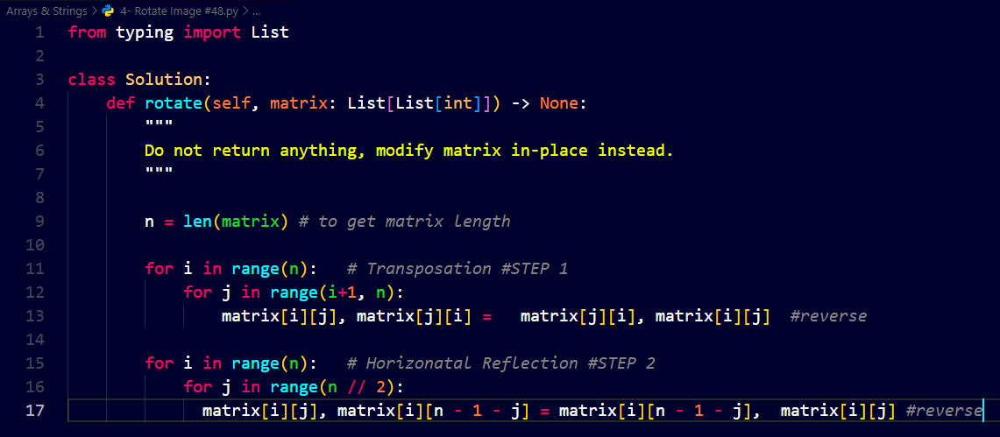 Arrays & Strings > 4- Rotate Image #48.py > ...
1 from typing import List
2
3 class Solution:
4     def rotate(self, matrix: List[List[int]]) -> None:
5         """
6         Do not return anything, modify matrix in-place instead.
7         """
8
9         n = len(matrix) # to get matrix length
10
11         for i in range(n):   # Transposation #STEP 1
12             for j in range(i+1, n):
13                 matrix[i][j], matrix[j][i] =   matrix[j][i], matrix[i][j]  #reverse
14
15         for i in range(n):   # Horizonatal Reflection #STEP 2
16             for j in range(n // 2):
17               matrix[i][j], matrix[i][n - 1 - j] = matrix[i][n - 1 - j],  matrix[i][j] #reverse